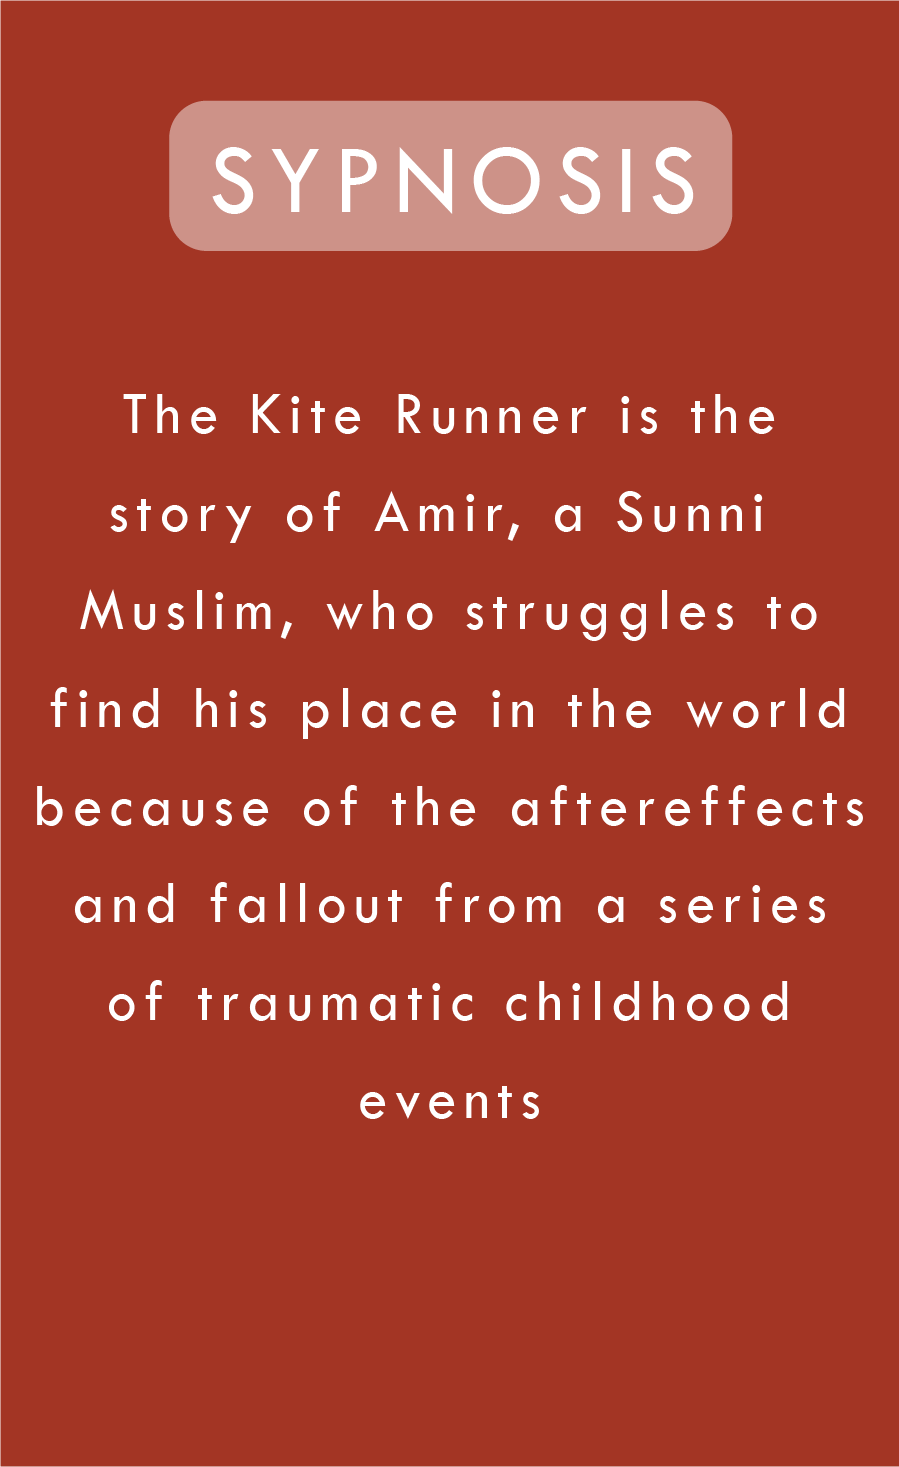 SYPNOSIS
The Kite Runner is the
story of Amir, a Sunni
Muslim, who struggles to
find his place in the world
because of the aftereffects
and fallout from a series
of traumatic childhood
events